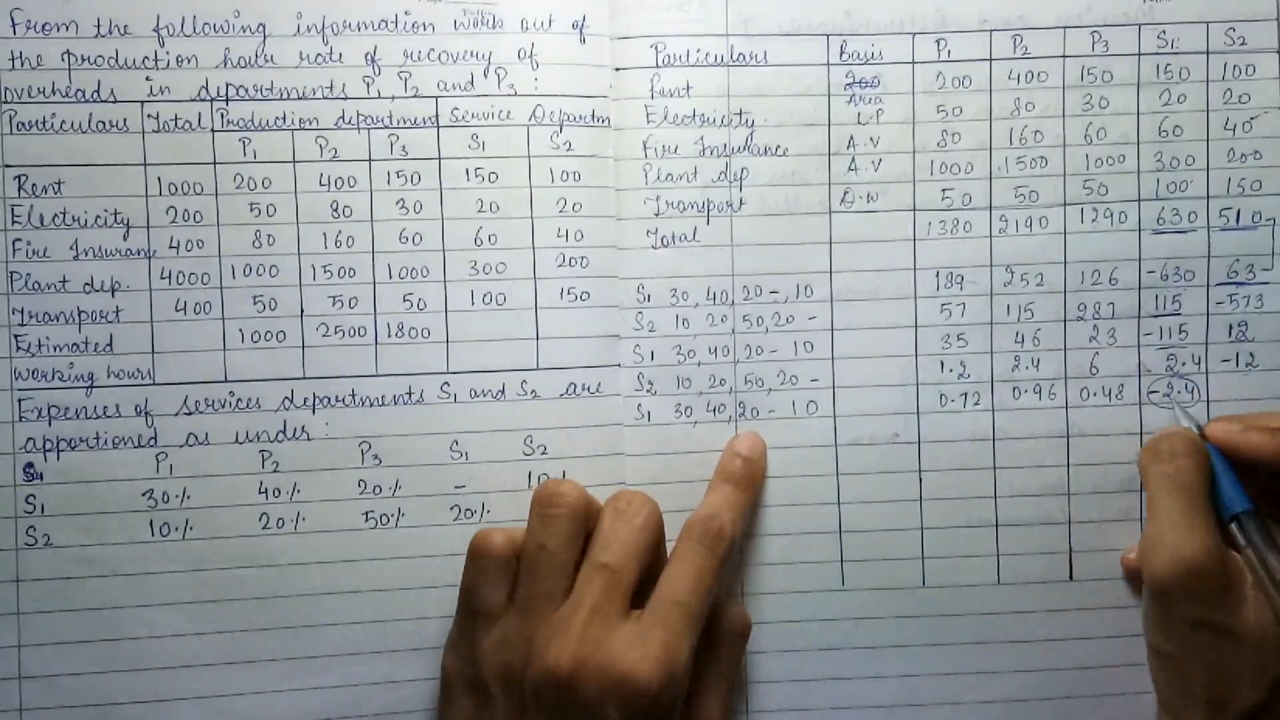 From the following information work out of
the production hour rate of recovery of
overheads in departments P1, P2 and P3 :
Particulars Total Production department Service Departm
P1 P2 P3 S1 S2
Rent 1000 200 400 150 150 100
Electricity 200 50 80 30 20 20
Fire Insuran 400 80 160 60 60 40
Plant dep. 4000 1000 1500 1000 300 200
Transport 400 50 50 50 100 150
Estimated 1000 2500 1800
working hours
Expenses of services departments S1 and S2 are
apportioned as under :
P1 P2 P3 S1 S2
S1 30% 40% 20% - 10%
S2 10% 20% 50% 20%
Particulars Basis P1 P2 P3 S1 S2
Rent 200 Area 200 400 150 150 100
Electricity. L.P 50 80 30 20 20
Fire Insurance A.V 80 160 60 60 40
Plant dep A.V 1000 1500 1000 300 200
Transport D.W 50 50 50 100 150
Total 1380 2190 1290 630 510
S1 30, 40, 20 -, 10 189 252 126 -630 63
S2 10 20, 50, 20 - 57 115 287 115 -573
S1 30, 40, 20 - 10 35 46 23 -115 12
S2 10, 20, 50, 20 - 1.2 2.4 6 2.4 -12
S1 30, 40, 20 - 10 0.72 0.96 0.48 -2.4